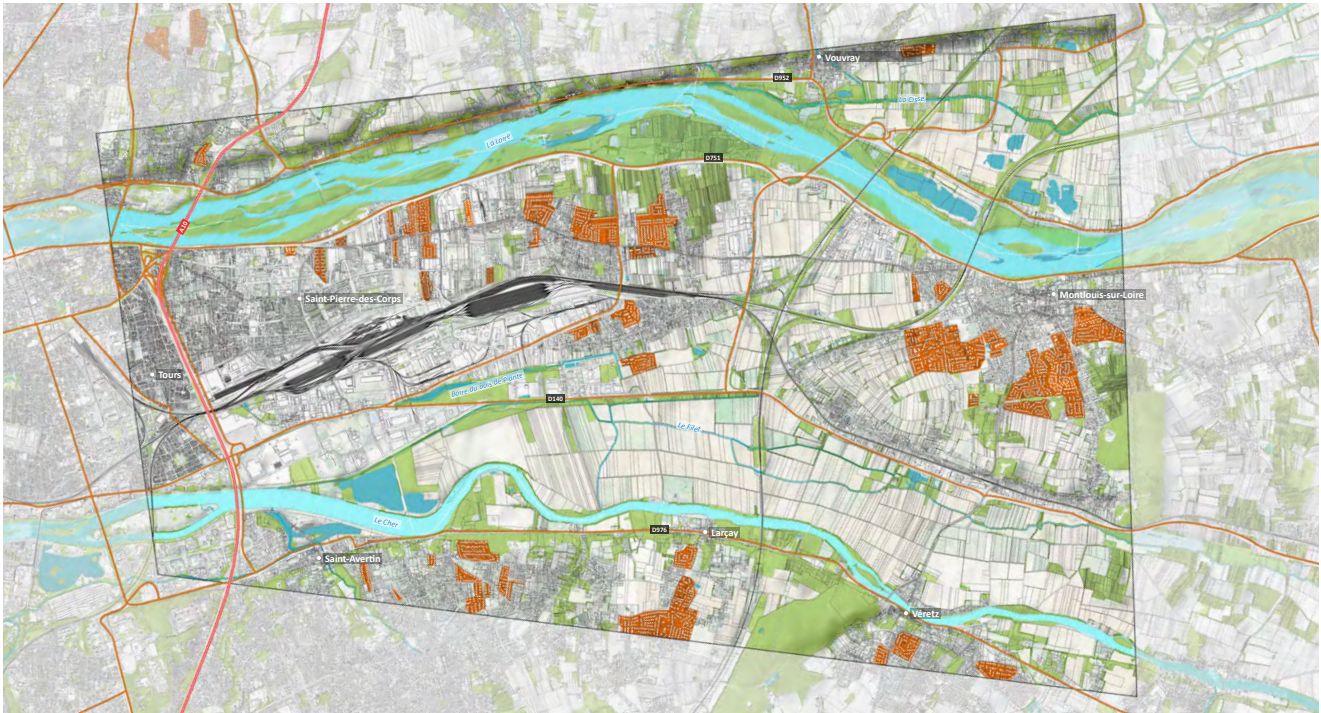 Vouvray
D952
La Cisse
La Loire
D751
A10
Saint-Pierre-des-Corps
Montlouis-sur-Loire
Tours
Boire du Bois de Plante
D140
Le Filet
Le Cher
D976
Larçay
Saint-Avertin
Véretz